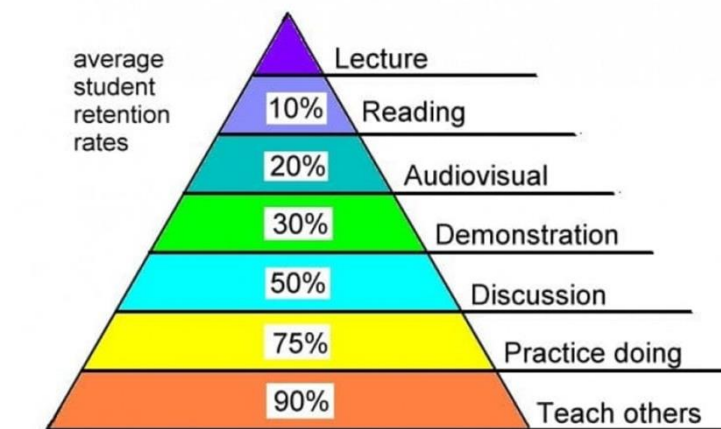 average
student
retention
rates
Lecture
10% Reading
20% Audiovisual
30% Demonstration
50% Discussion
75% Practice doing
90% Teach others